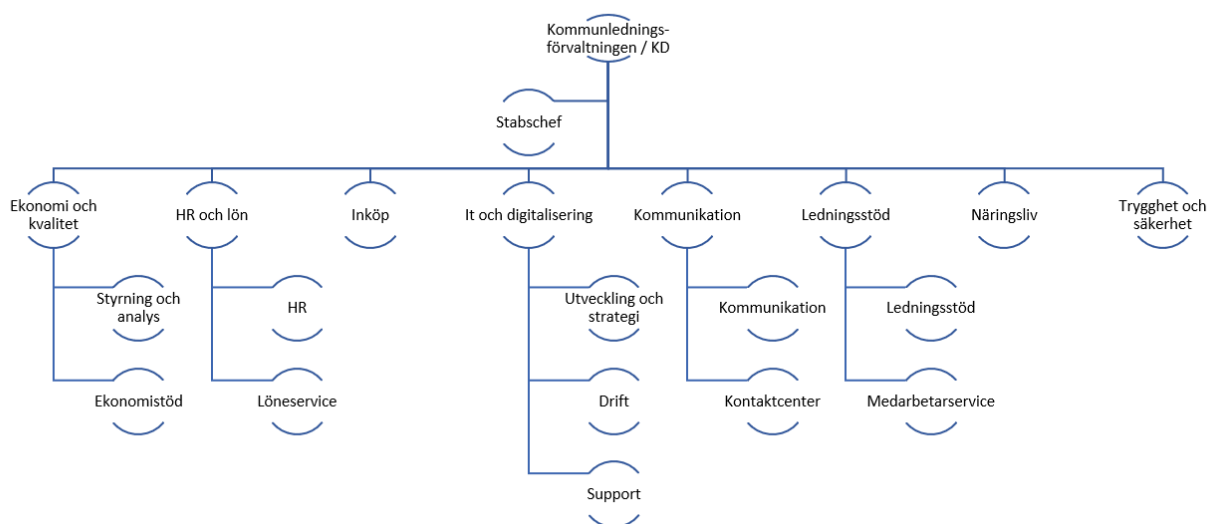 Kommunlednings-
förvaltningen / KD
Stabschef
Ekonomi och
kvalitet
HR och lön
Inköp
It och digitalisering
Kommunikation
Ledningsstöd
Näringsliv
Trygghet och
säkerhet
Styrning och
analys
HR
Utveckling och
strategi
Kommunikation
Ledningsstöd
Ekonomistöd
Löneservice
Drift
Kontaktcenter
Medarbetarservice
Support